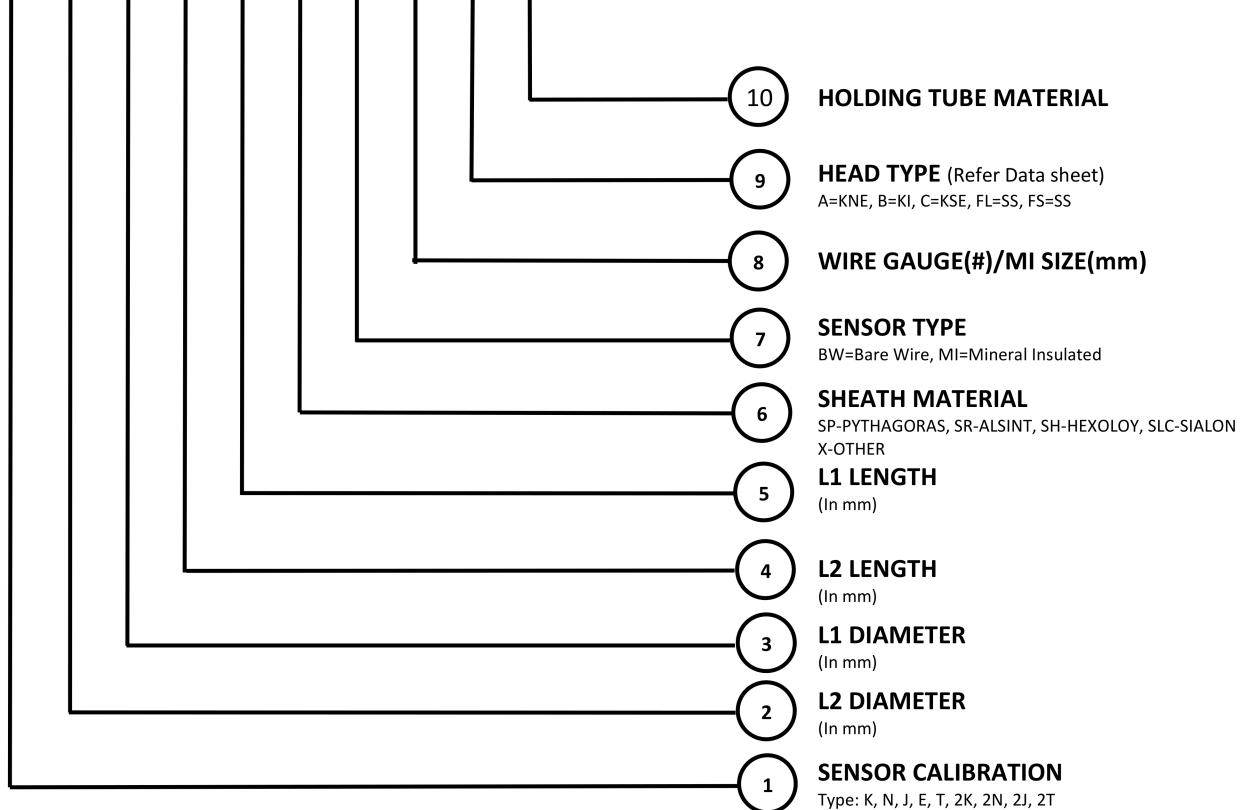 10 HOLDING TUBE MATERIAL
9 HEAD TYPE (Refer Data sheet)
A=KNE, B=KI, C=KSE, FL=SS, FS=SS
8 WIRE GAUGE(#)/MI SIZE(mm)
7 SENSOR TYPE
BW=Bare Wire, MI=Mineral Insulated
6 SHEATH MATERIAL
SP-PYTHAGORAS, SR-ALSINT, SH-HEXOLOY, SLC-SIALON
X-OTHER
5 L1 LENGTH
(In mm)
4 L2 LENGTH
(In mm)
3 L1 DIAMETER
(In mm)
2 L2 DIAMETER
(In mm)
1 SENSOR CALIBRATION
Type: K, N, J, E, T, 2K, 2N, 2J, 2T